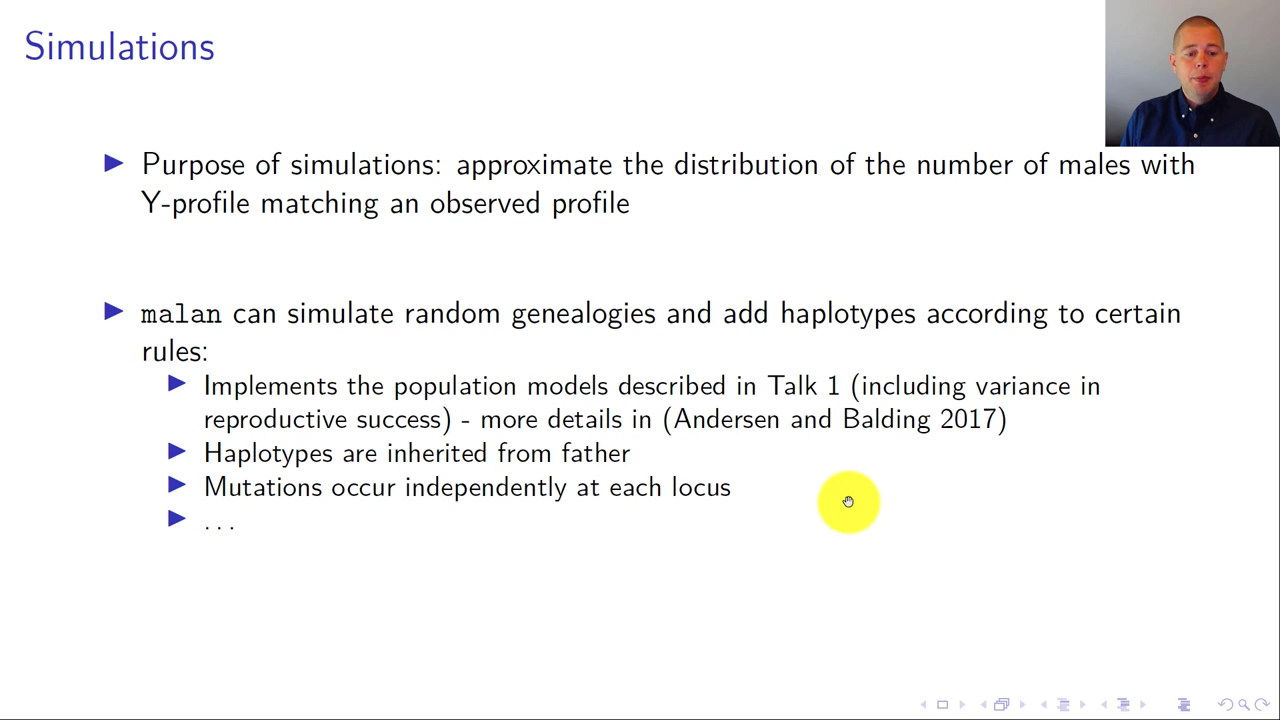 Simulations
Purpose of simulations: approximate the distribution of the number of males with
Y-profile matching an observed profile
malan can simulate random genealogies and add haplotypes according to certain
rules:
Implements the population models described in Talk 1 (including variance in
reproductive success) - more details in (Andersen and Balding 2017)
Haplotypes are inherited from father
Mutations occur independently at each locus
...